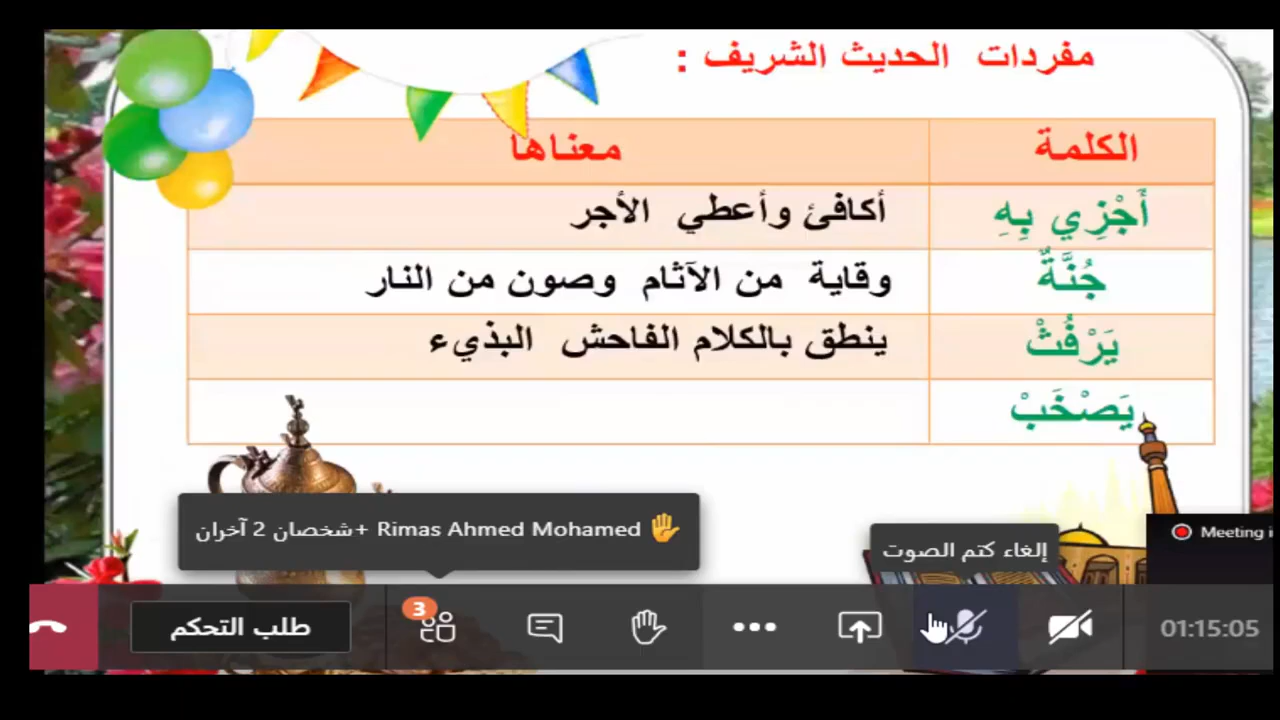 مفردات الحديث الشريف :
الكلمة معناها
أَجْزِي بِهِ أكافئ وأعطي الأجر
جُنَّةٌ وقاية من الآثام وصون من النار
يَرْفُثْ ينطق بالكلام الفاحش البذيء
يَصْخَبْ
Rimas Ahmed Mohamed +شخصان 2 آخران
إلغاء كتم الصوت
Meeting i
طلب التحكم
3
01:15:05